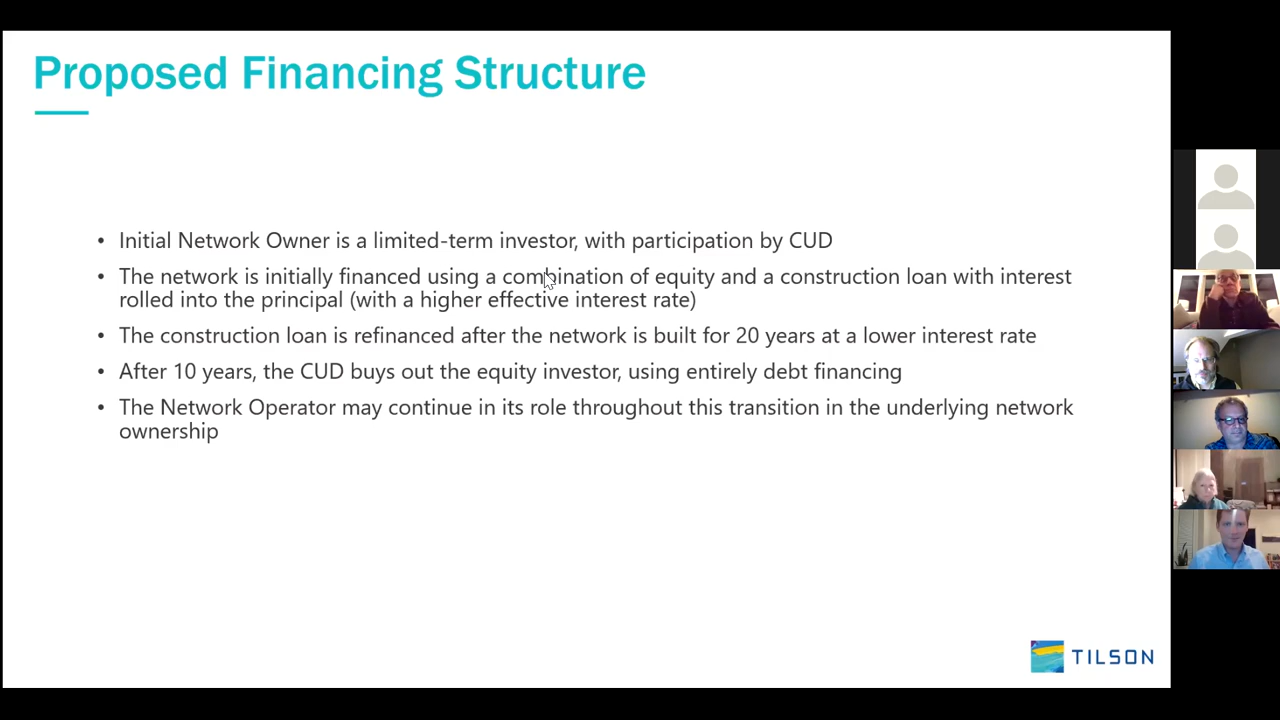 Proposed Financing Structure
• Initial Network Owner is a limited-term investor, with participation by CUD
• The network is initially financed using a combination of equity and a construction loan with interest
rolled into the principal (with a higher effective interest rate)
• The construction loan is refinanced after the network is built for 20 years at a lower interest rate
• After 10 years, the CUD buys out the equity investor, using entirely debt financing
• The Network Operator may continue in its role throughout this transition in the underlying network
ownership
TILSON